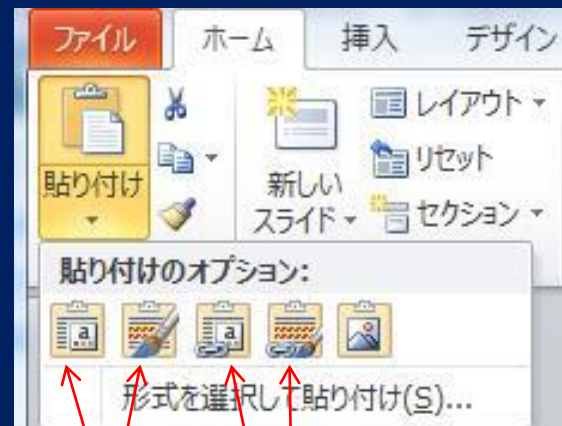 ファイル ホーム 挿入 デザイン
レイアウト
リセット
貼り付け
新しい
スライド
セクション
貼り付けのオプション:
a a
形式を選択して貼り付け(S)...